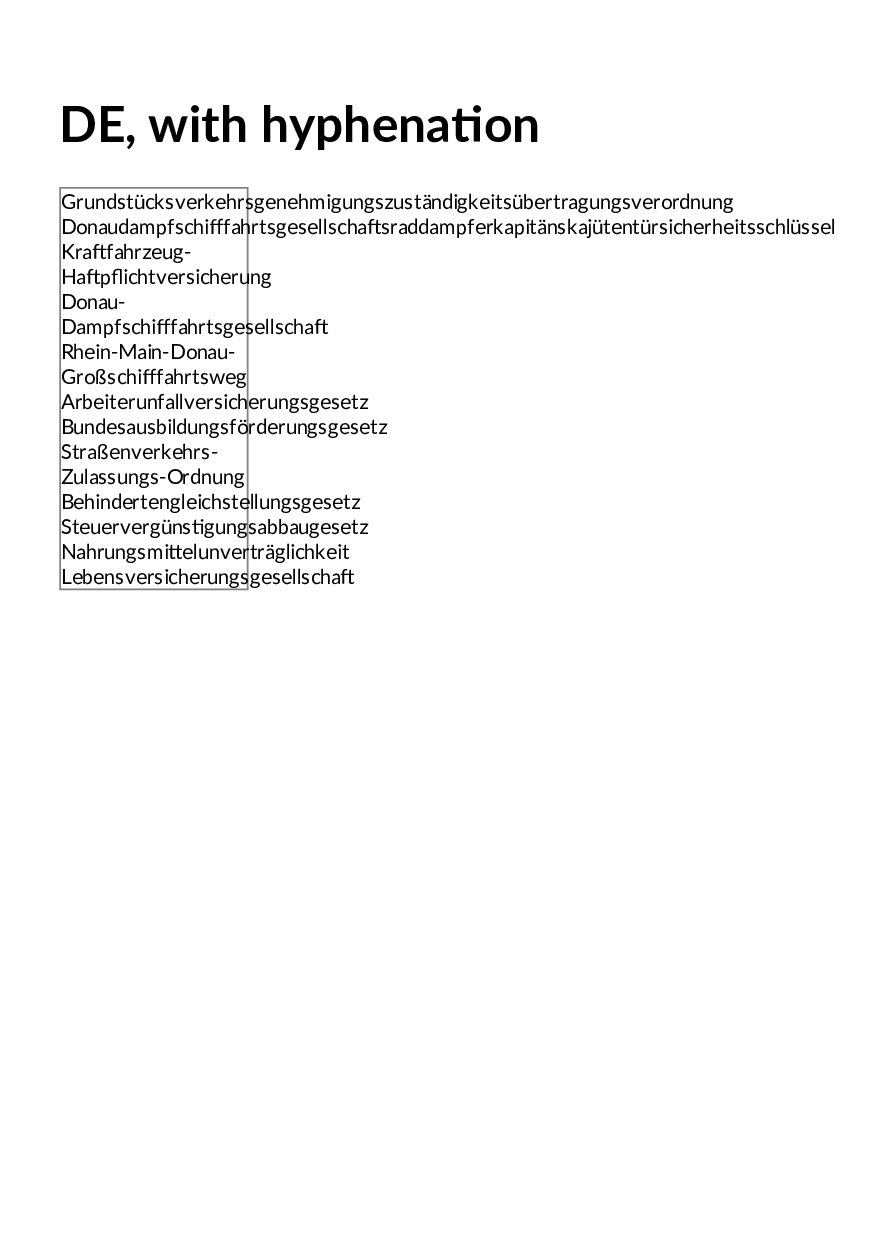 DE, with hyphenation
Grundstücksverkehrsgenehmigungszuständigkeitsübertragungsverordnung
Donaudampfschifffahrtsgesellschaftsraddampferkapitänskajütentürsicherheitsschlüssel
Kraftfahrzeug-
Haftpflichtversicherung
Donau-
Dampfschifffahrtsgesellschaft
Rhein-Main-Donau-
Großschifffahrtsweg
Arbeiterunfallversicherungsgesetz
Bundesausbildungsförderungsgesetz
Straßenverkehrs-
Zulassungs-Ordnung
Behindertengleichstellungsgesetz
Steuervergünstigungsabbaugesetz
Nahrungsmittelunverträglichkeit
Lebensversicherungsgesellschaft